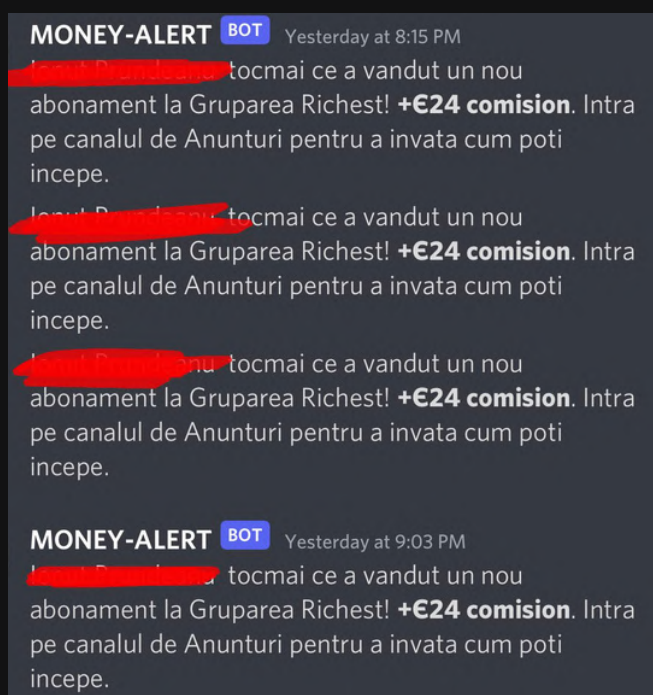 MONEY-ALERT BOT Yesterday at 8:15 PM
tocmai ce a vandut un nou
abonament la Gruparea Richest! +€24 comision. Intra
pe canalul de Anunturi pentru a invata cum poti
incepe.
tocmai ce a vandut un nou
abonament la Gruparea Richest! +€24 comision. Intra
pe canalul de Anunturi pentru a invata cum poti
incepe.
tocmai ce a vandut un nou
abonament la Gruparea Richest! +€24 comision. Intra
pe canalul de Anunturi pentru a invata cum poti
incepe.
MONEY-ALERT BOT Yesterday at 9:03 PM
tocmai ce a vandut un nou
abonament la Gruparea Richest! +€24 comision. Intra
pe canalul de Anunturi pentru a invata cum poti
incepe.